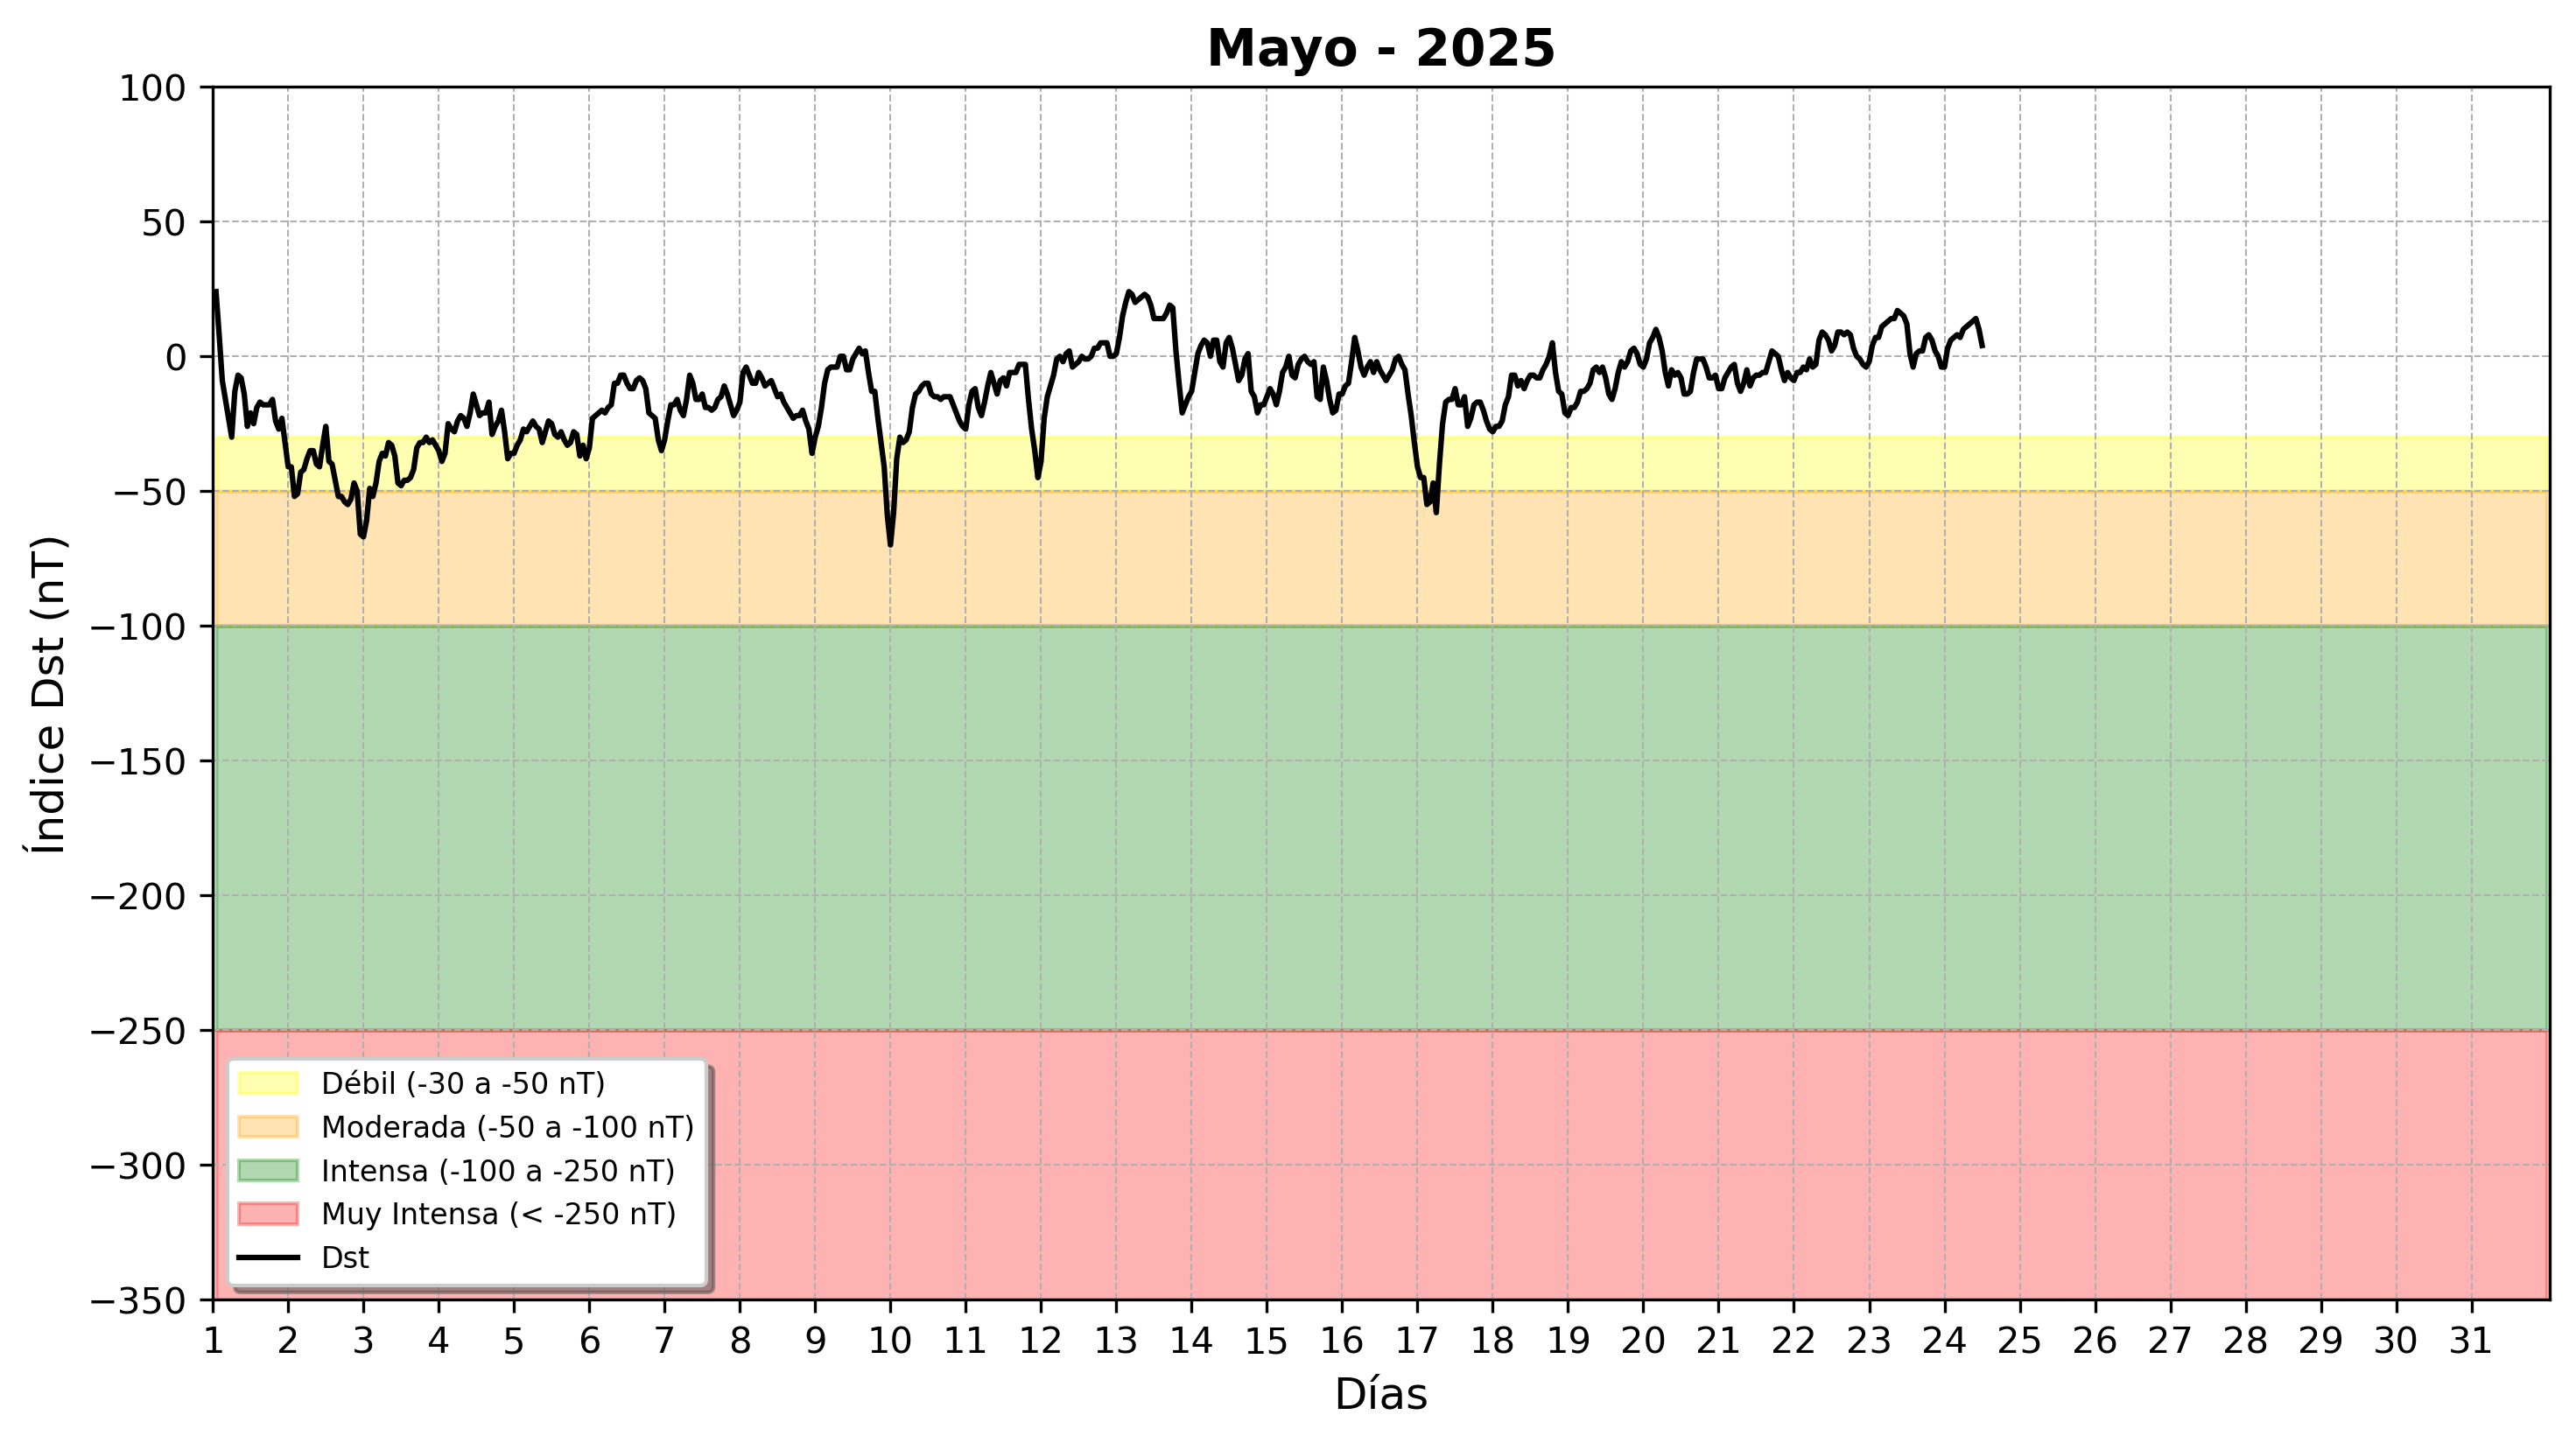 Mayo - 2025
100
50
0
−50
−100
−150
−200
−250
−300
−350
Índice Dst (nT)
Débil (-30 a -50 nT)
Moderada (-50 a -100 nT)
Intensa (-100 a -250 nT)
Muy Intensa (< -250 nT)
Dst
1 2 3 4 5 6 7 8 9 10 11 12 13 14 15 16 17 18 19 20 21 22 23 24 25 26 27 28 29 30 31
Días